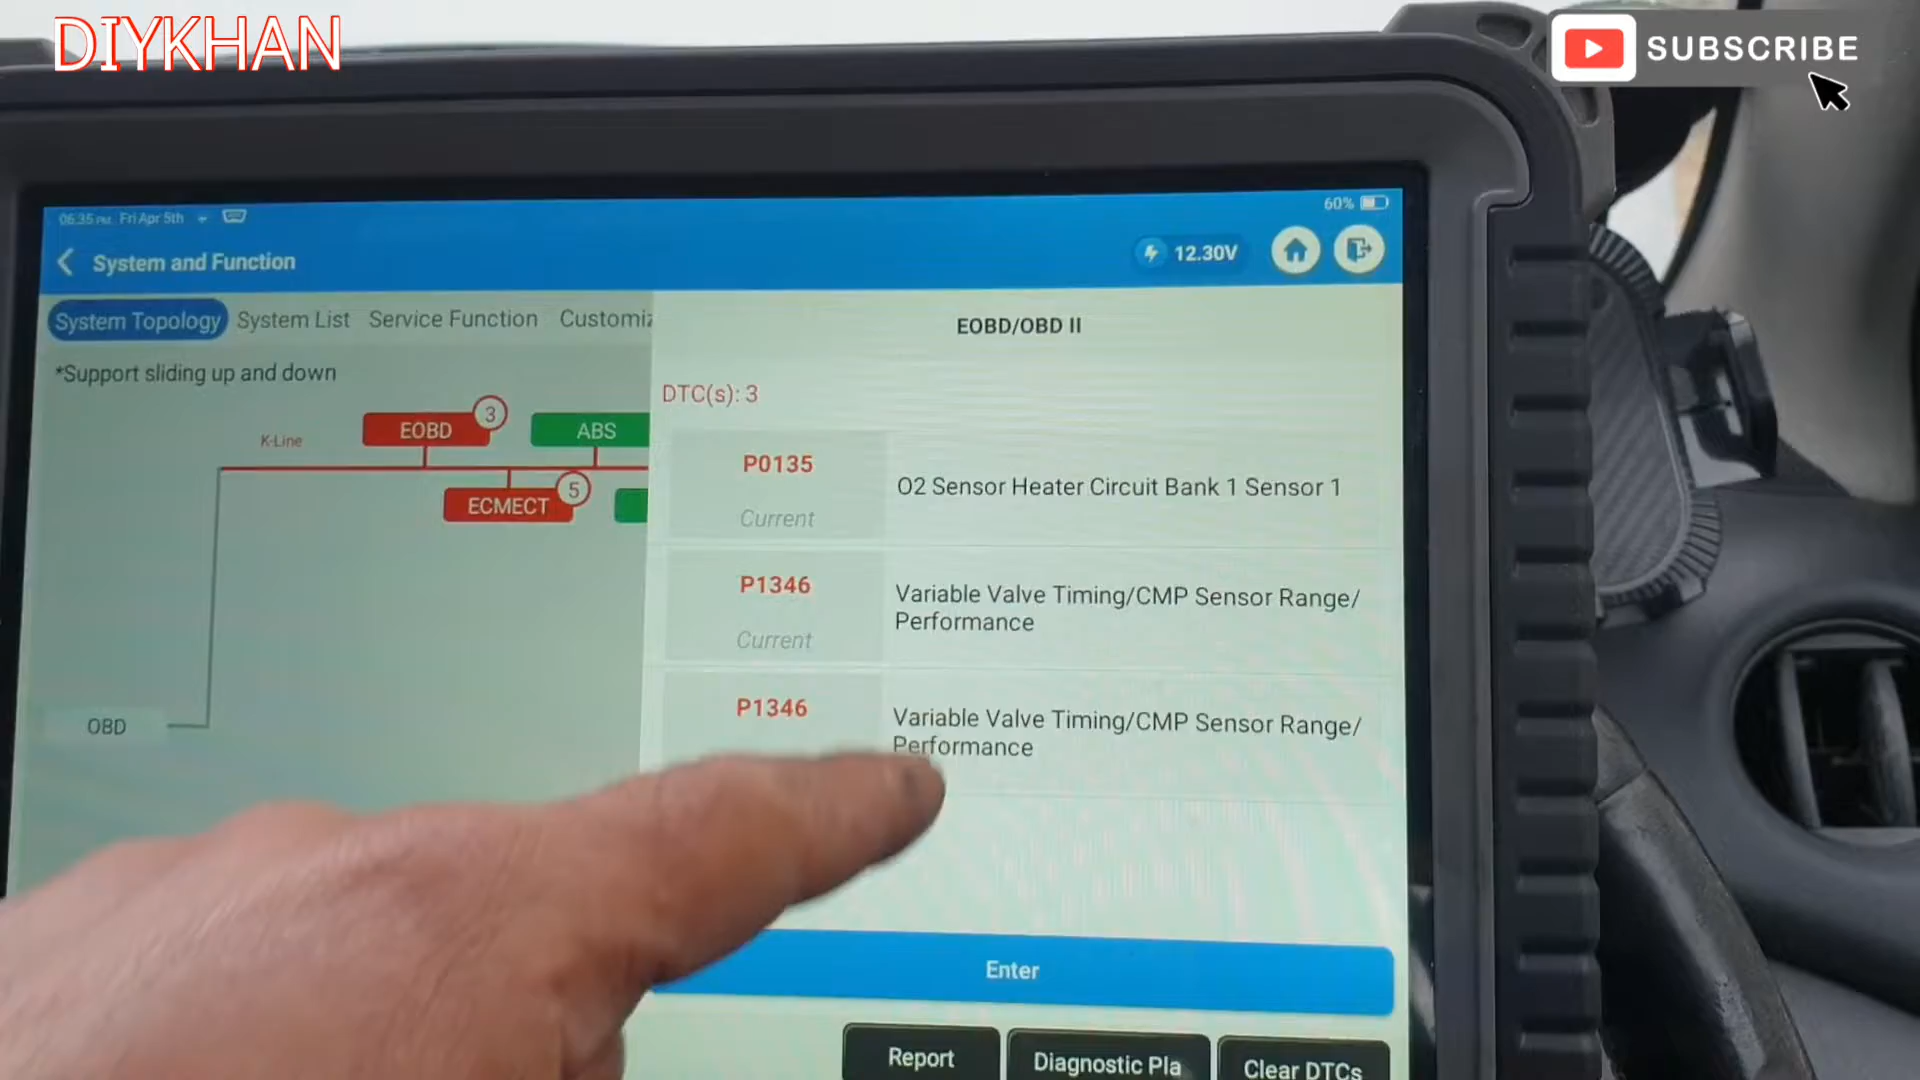 DIYKHAN
SUBSCRIBE
06:35 PM Fri Apr 5th
60%
System and Function
12.30V
System Topology
System List
Service Function
Customiz
*Support sliding up and down
K-Line
EOBD
3
ABS
ECMECT
5
OBD
EOBD/OBD II
DTC(s): 3
P0135
Current
O2 Sensor Heater Circuit Bank 1 Sensor 1
P1346
Current
Variable Valve Timing/CMP Sensor Range/
Performance
P1346
Variable Valve Timing/CMP Sensor Range/
Performance
Enter
Report
Diagnostic Pla
Clear DTCs